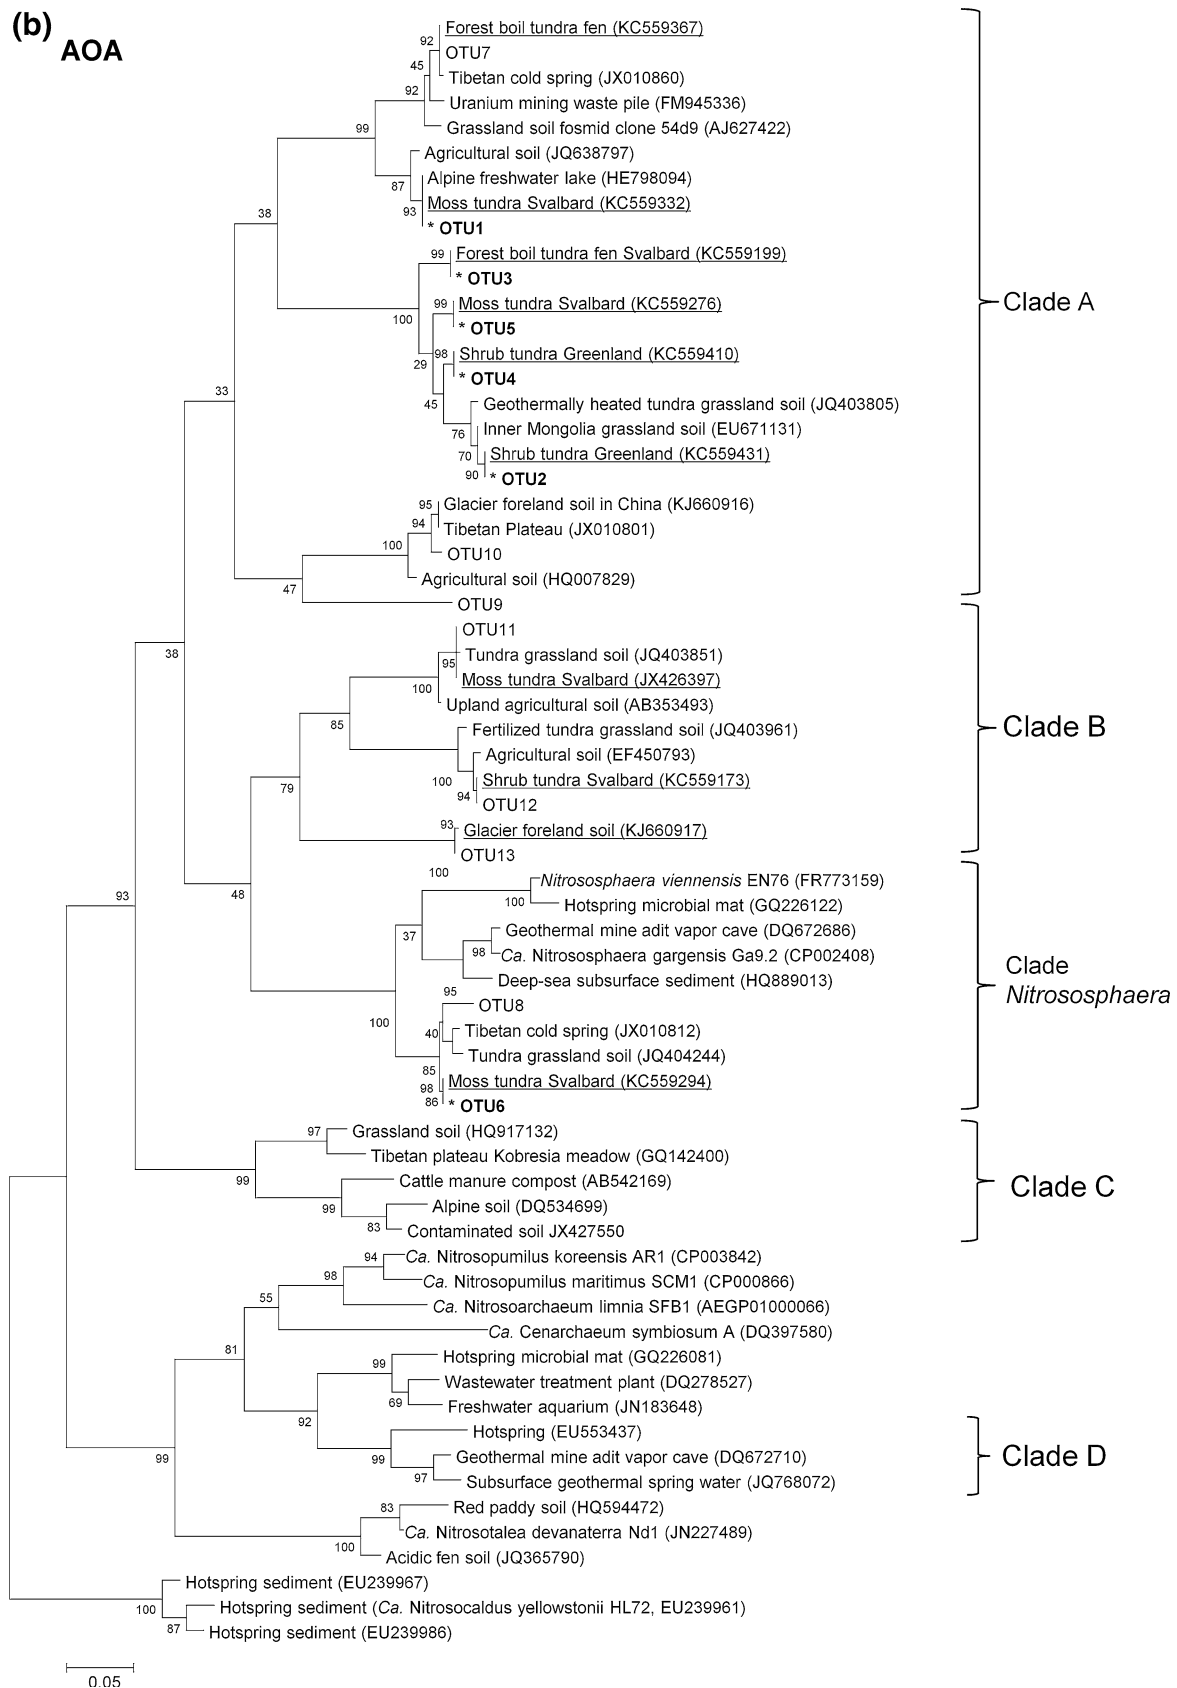 (b)
AOA
Forest boil tundra fen (KC559367)
92
OTU7
45
Tibetan cold spring (JX010860)
92
Uranium mining waste pile (FM945336)
99
Grassland soil fosmid clone 54d9 (AJ627422)
Agricultural soil (JQ638797)
87
Alpine freshwater lake (HE798094)
93
Moss tundra Svalbard (KC559332)
38
* OTU1
99
Forest boil tundra fen Svalbard (KC559199)
* OTU3
99
Moss tundra Svalbard (KC559276)
Clade A
100
* OTU5
98
Shrub tundra Greenland (KC559410)
29
* OTU4
33
45
Geothermally heated tundra grassland soil (JQ403805)
76
Inner Mongolia grassland soil (EU671131)
70
Shrub tundra Greenland (KC559431)
90
* OTU2
95
Glacier foreland soil in China (KJ660916)
94
Tibetan Plateau (JX010801)
100
OTU10
Agricultural soil (HQ007829)
47
OTU9
OTU11
38
95
Tundra grassland soil (JQ403851)
100
Moss tundra Svalbard (JX426397)
Upland agricultural soil (AB353493)
85
Fertilized tundra grassland soil (JQ403961)
Clade B
Agricultural soil (EF450793)
100
Shrub tundra Svalbard (KC559173)
79
94
OTU12
93
Glacier foreland soil (KJ660917)
OTU13
100
Nitrososphaera viennensis EN76 (FR773159)
93
48
100
Hotspring microbial mat (GQ226122)
37
Geothermal mine adit vapor cave (DQ672686)
98
Ca. Nitrososphaera gargensis Ga9.2 (CP002408)
Clade
Nitrososphaera
Deep-sea subsurface sediment (HQ889013)
95
OTU8
100
40
Tibetan cold spring (JX010812)
Tundra grassland soil (JQ404244)
85
98
Moss tundra Svalbard (KC559294)
86
* OTU6
97
Grassland soil (HQ917132)
Tibetan plateau Kobresia meadow (GQ142400)
99
Cattle manure compost (AB542169)
Clade C
99
Alpine soil (DQ534699)
83
Contaminated soil JX427550
94
Ca. Nitrosopumilus koreensis AR1 (CP003842)
98
Ca. Nitrosopumilus maritimus SCM1 (CP000866)
55
Ca. Nitrosoarchaeum limnia SFB1 (AEGP01000066)
Ca. Cenarchaeum symbiosum A (DQ397580)
81
Hotspring microbial mat (GQ226081)
99
Wastewater treatment plant (DQ278527)
69
Freshwater aquarium (JN183648)
92
Hotspring (EU553437)
99
99
Geothermal mine adit vapor cave (DQ672710)
Clade D
97
Subsurface geothermal spring water (JQ768072)
83
Red paddy soil (HQ594472)
Ca. Nitrosotalea devanaterra Nd1 (JN227489)
100
Acidic fen soil (JQ365790)
Hotspring sediment (EU239967)
100
Hotspring sediment (Ca. Nitrosocaldus yellowstonii HL72, EU239961)
87
Hotspring sediment (EU239986)
0.05